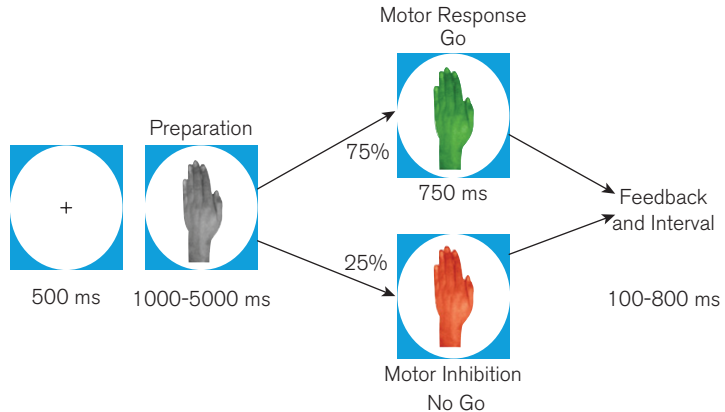 Motor Response
Go
Preparation
75%
750 ms
+
Feedback
and Interval
25%
500 ms
1000-5000 ms
100-800 ms
Motor Inhibition
No Go